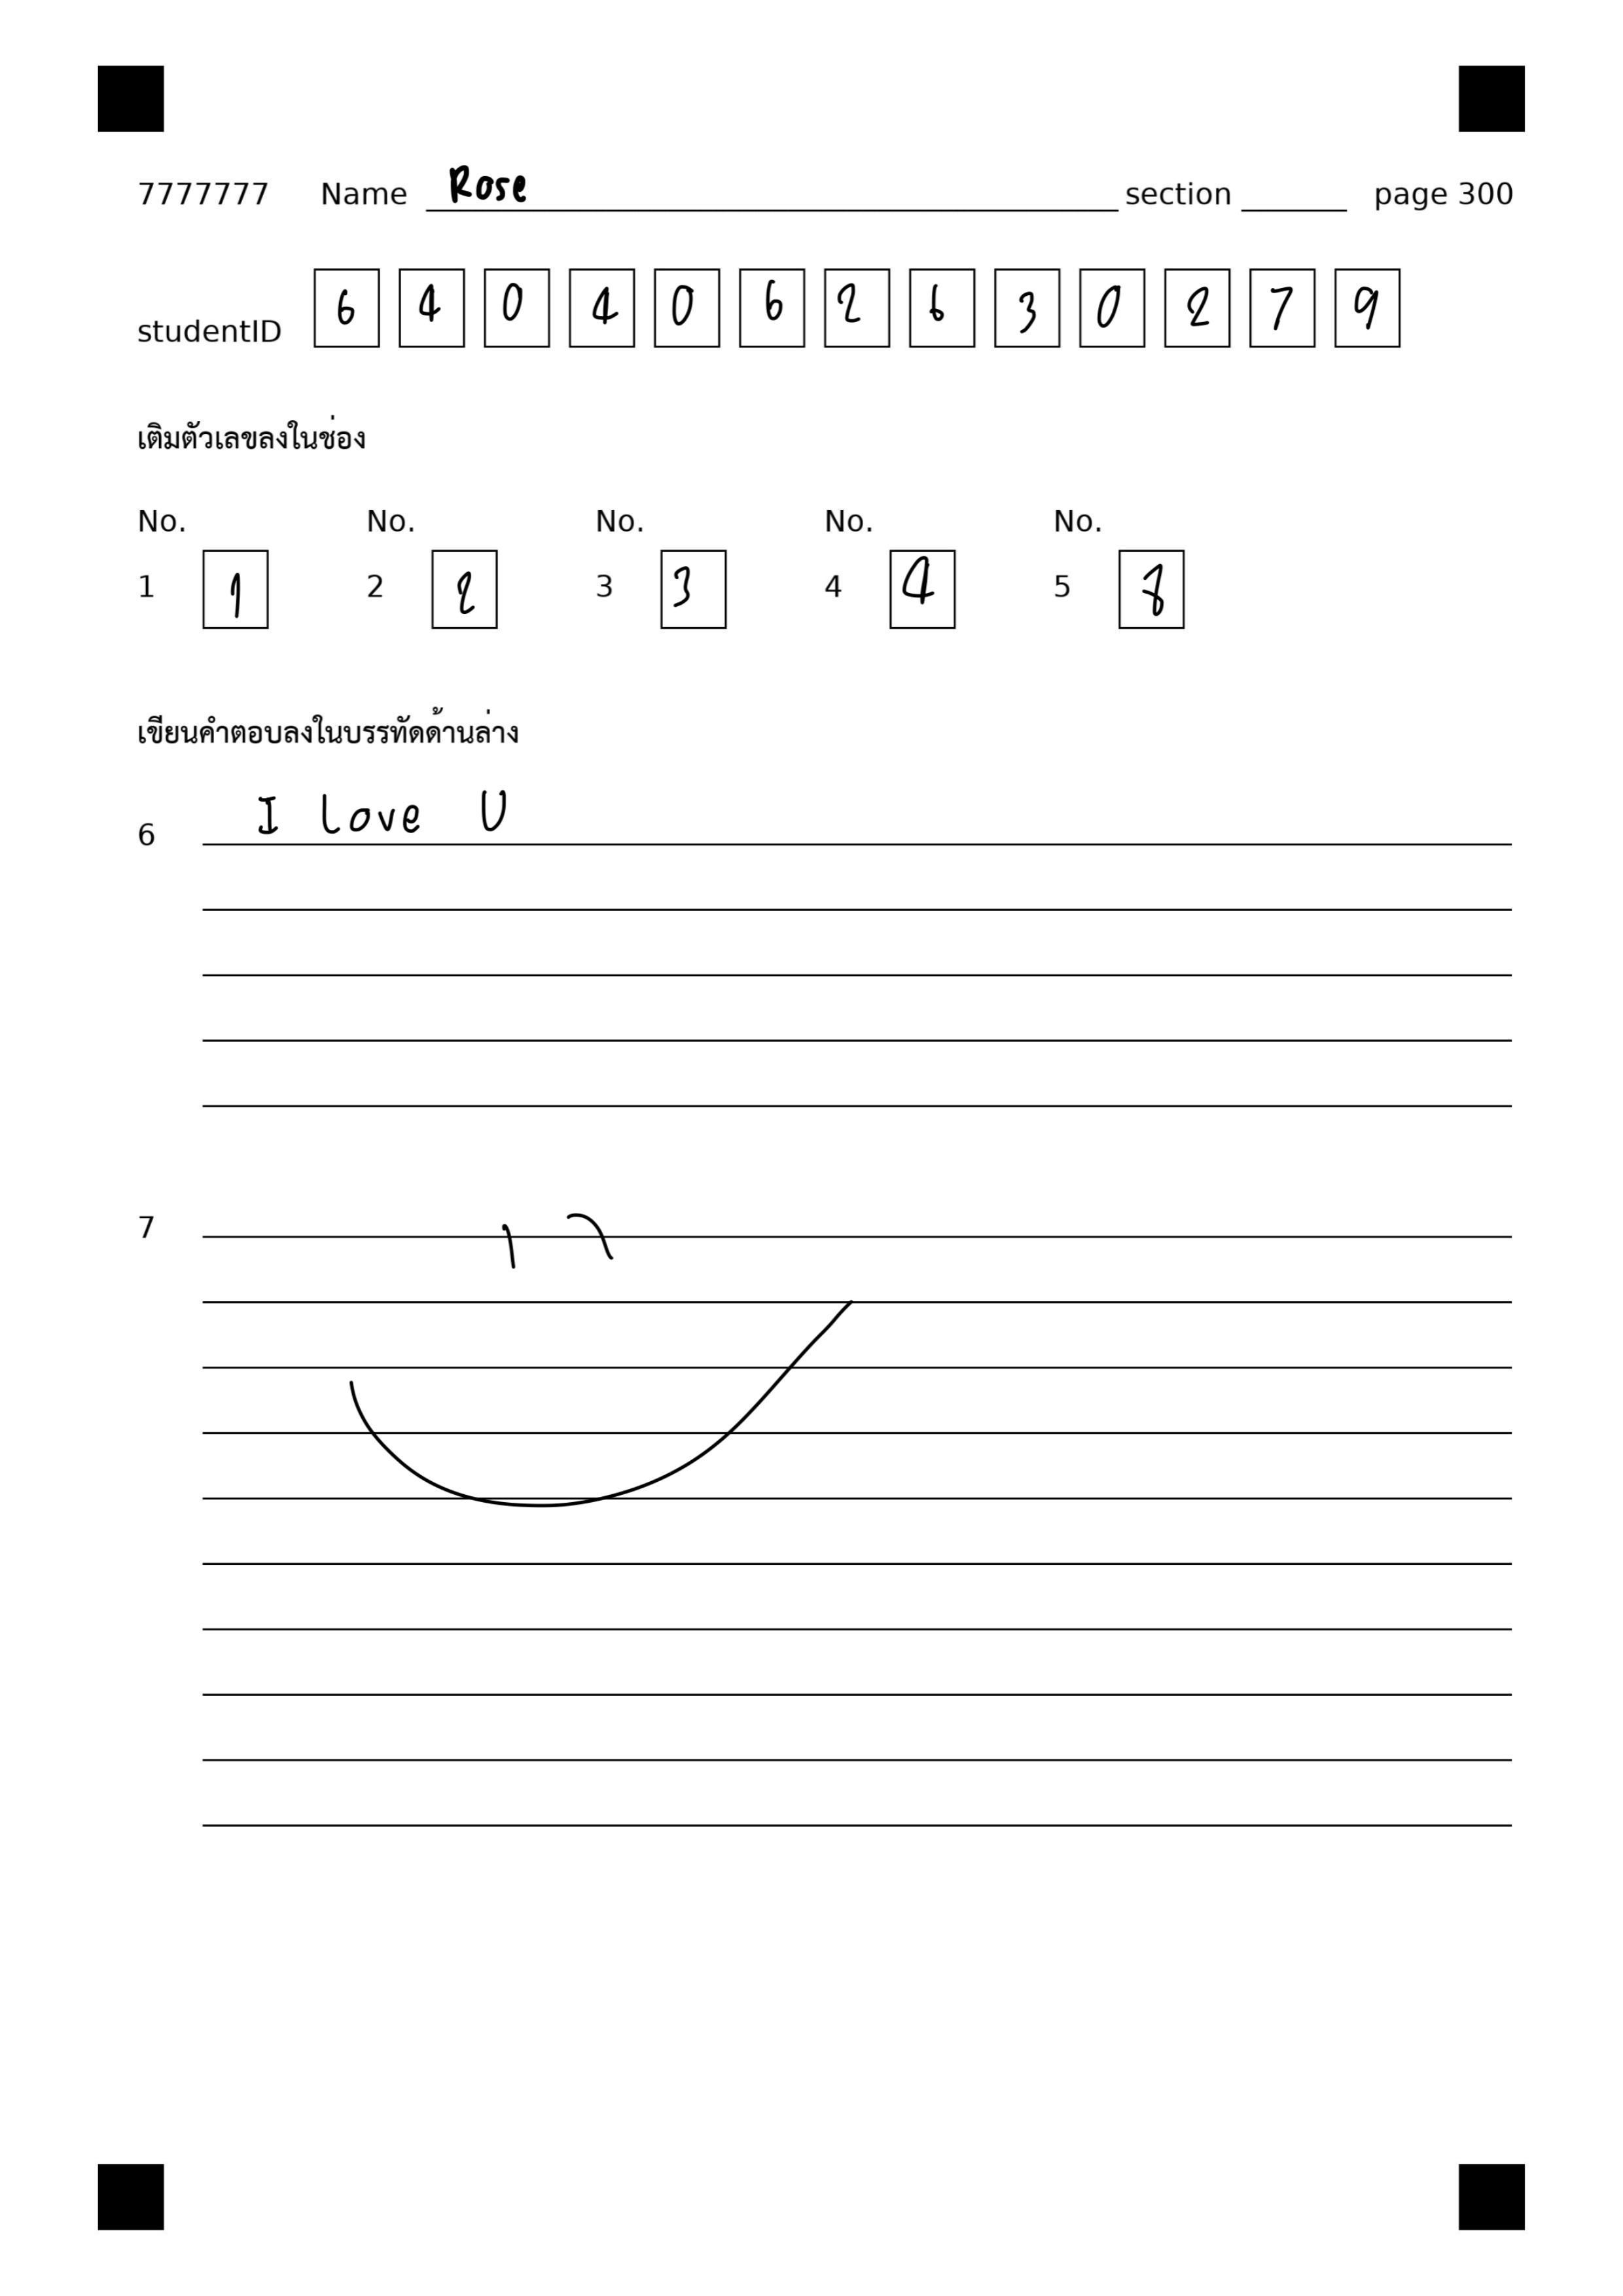 7777777 Name Rose section page 300
studentID 6 4 0 4 0 6 2 6 3 0 2 7 9
เติมตัวเลขลงในช่อง
No. No. No. No. No.
1 1 2 2 3 3 4 4 5 8
เขียนคำตอบลงในบรรทัดด้านล่าง
6 I love U
7